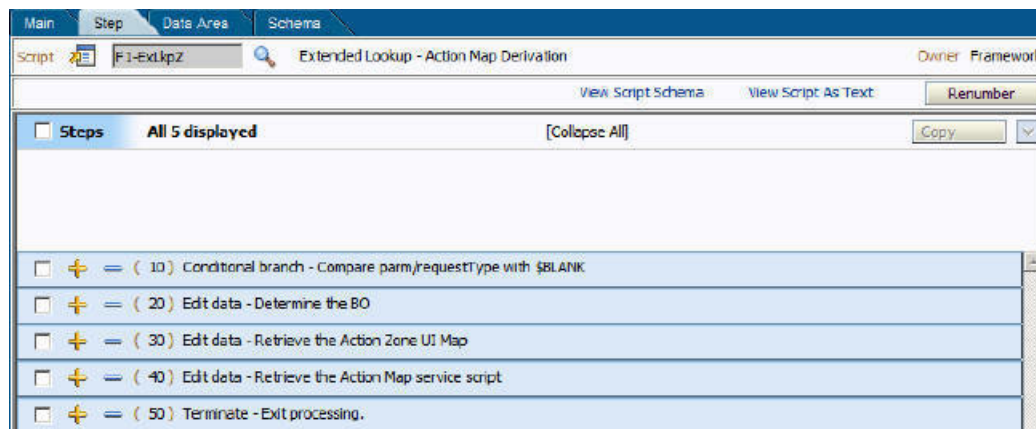 Main Step Data Area Schema
Script F1-ExLkpZ Extended Lookup - Action Map Derivation Owner Framework
View Script Schema View Script As Text Renumber
Steps All 5 displayed [Collapse All] Copy
( 10 ) Conditional branch - Compare parm/requestType with $BLANK
( 20 ) Edit data - Determine the BO
( 30 ) Edit data - Retrieve the Action Zone UI Map
( 40 ) Edit data - Retrieve the Action Map service script
( 50 ) Terminate - Exit processing.